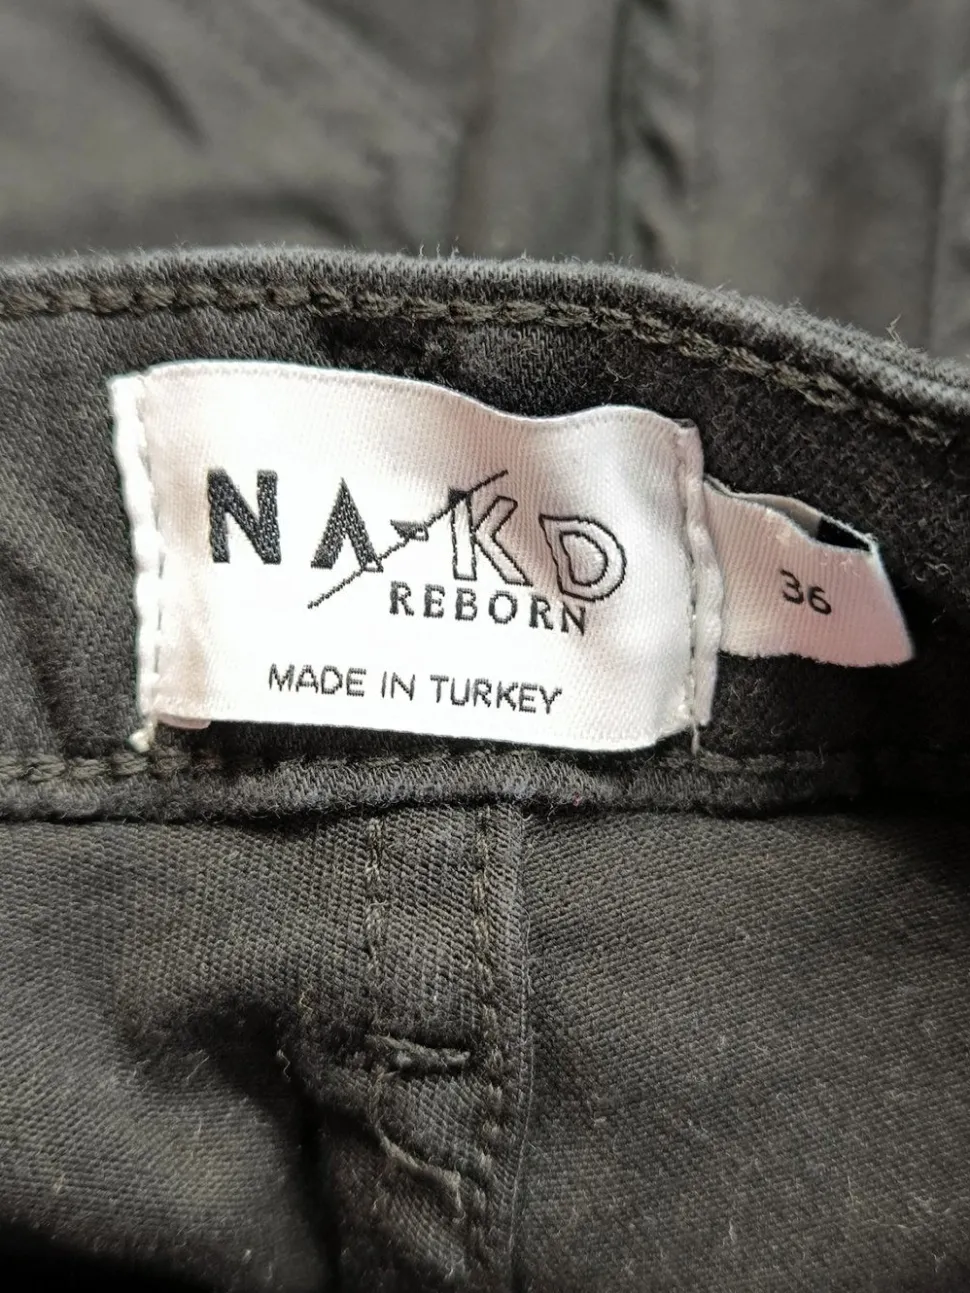 NA-KD
REBORN
MADE IN TURKEY
36